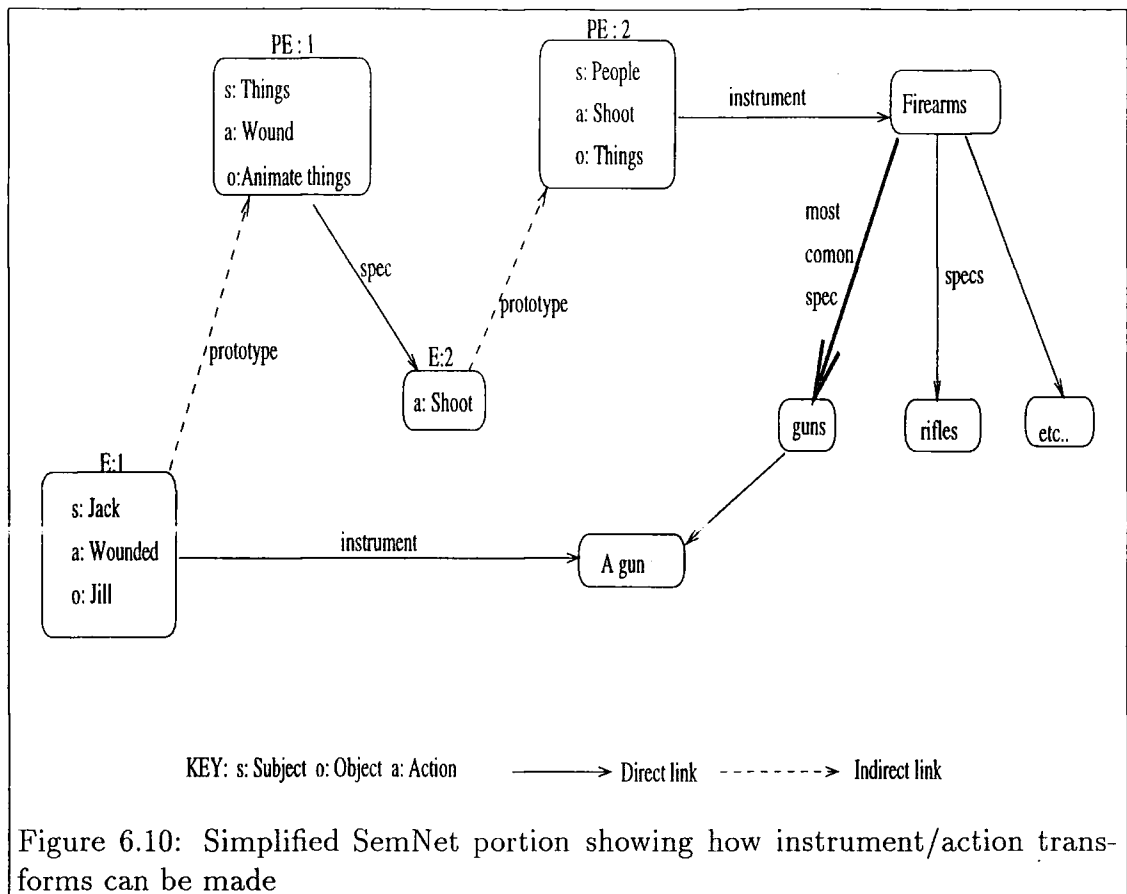 PE : 1
s: Things
a: Wound
o:Animate things
PE : 2
s: People
a: Shoot
o: Things
instrument
Firearms
most
comon
spec
specs
spec
prototype
prototype
E:2
a: Shoot
guns
rifles
etc..
E:1
s: Jack
a: Wounded
o: Jill
instrument
A gun
KEY: s: Subject o: Object a: Action Direct link Indirect link
Figure 6.10: Simplified SemNet portion showing how instrument/action trans-
forms can be made